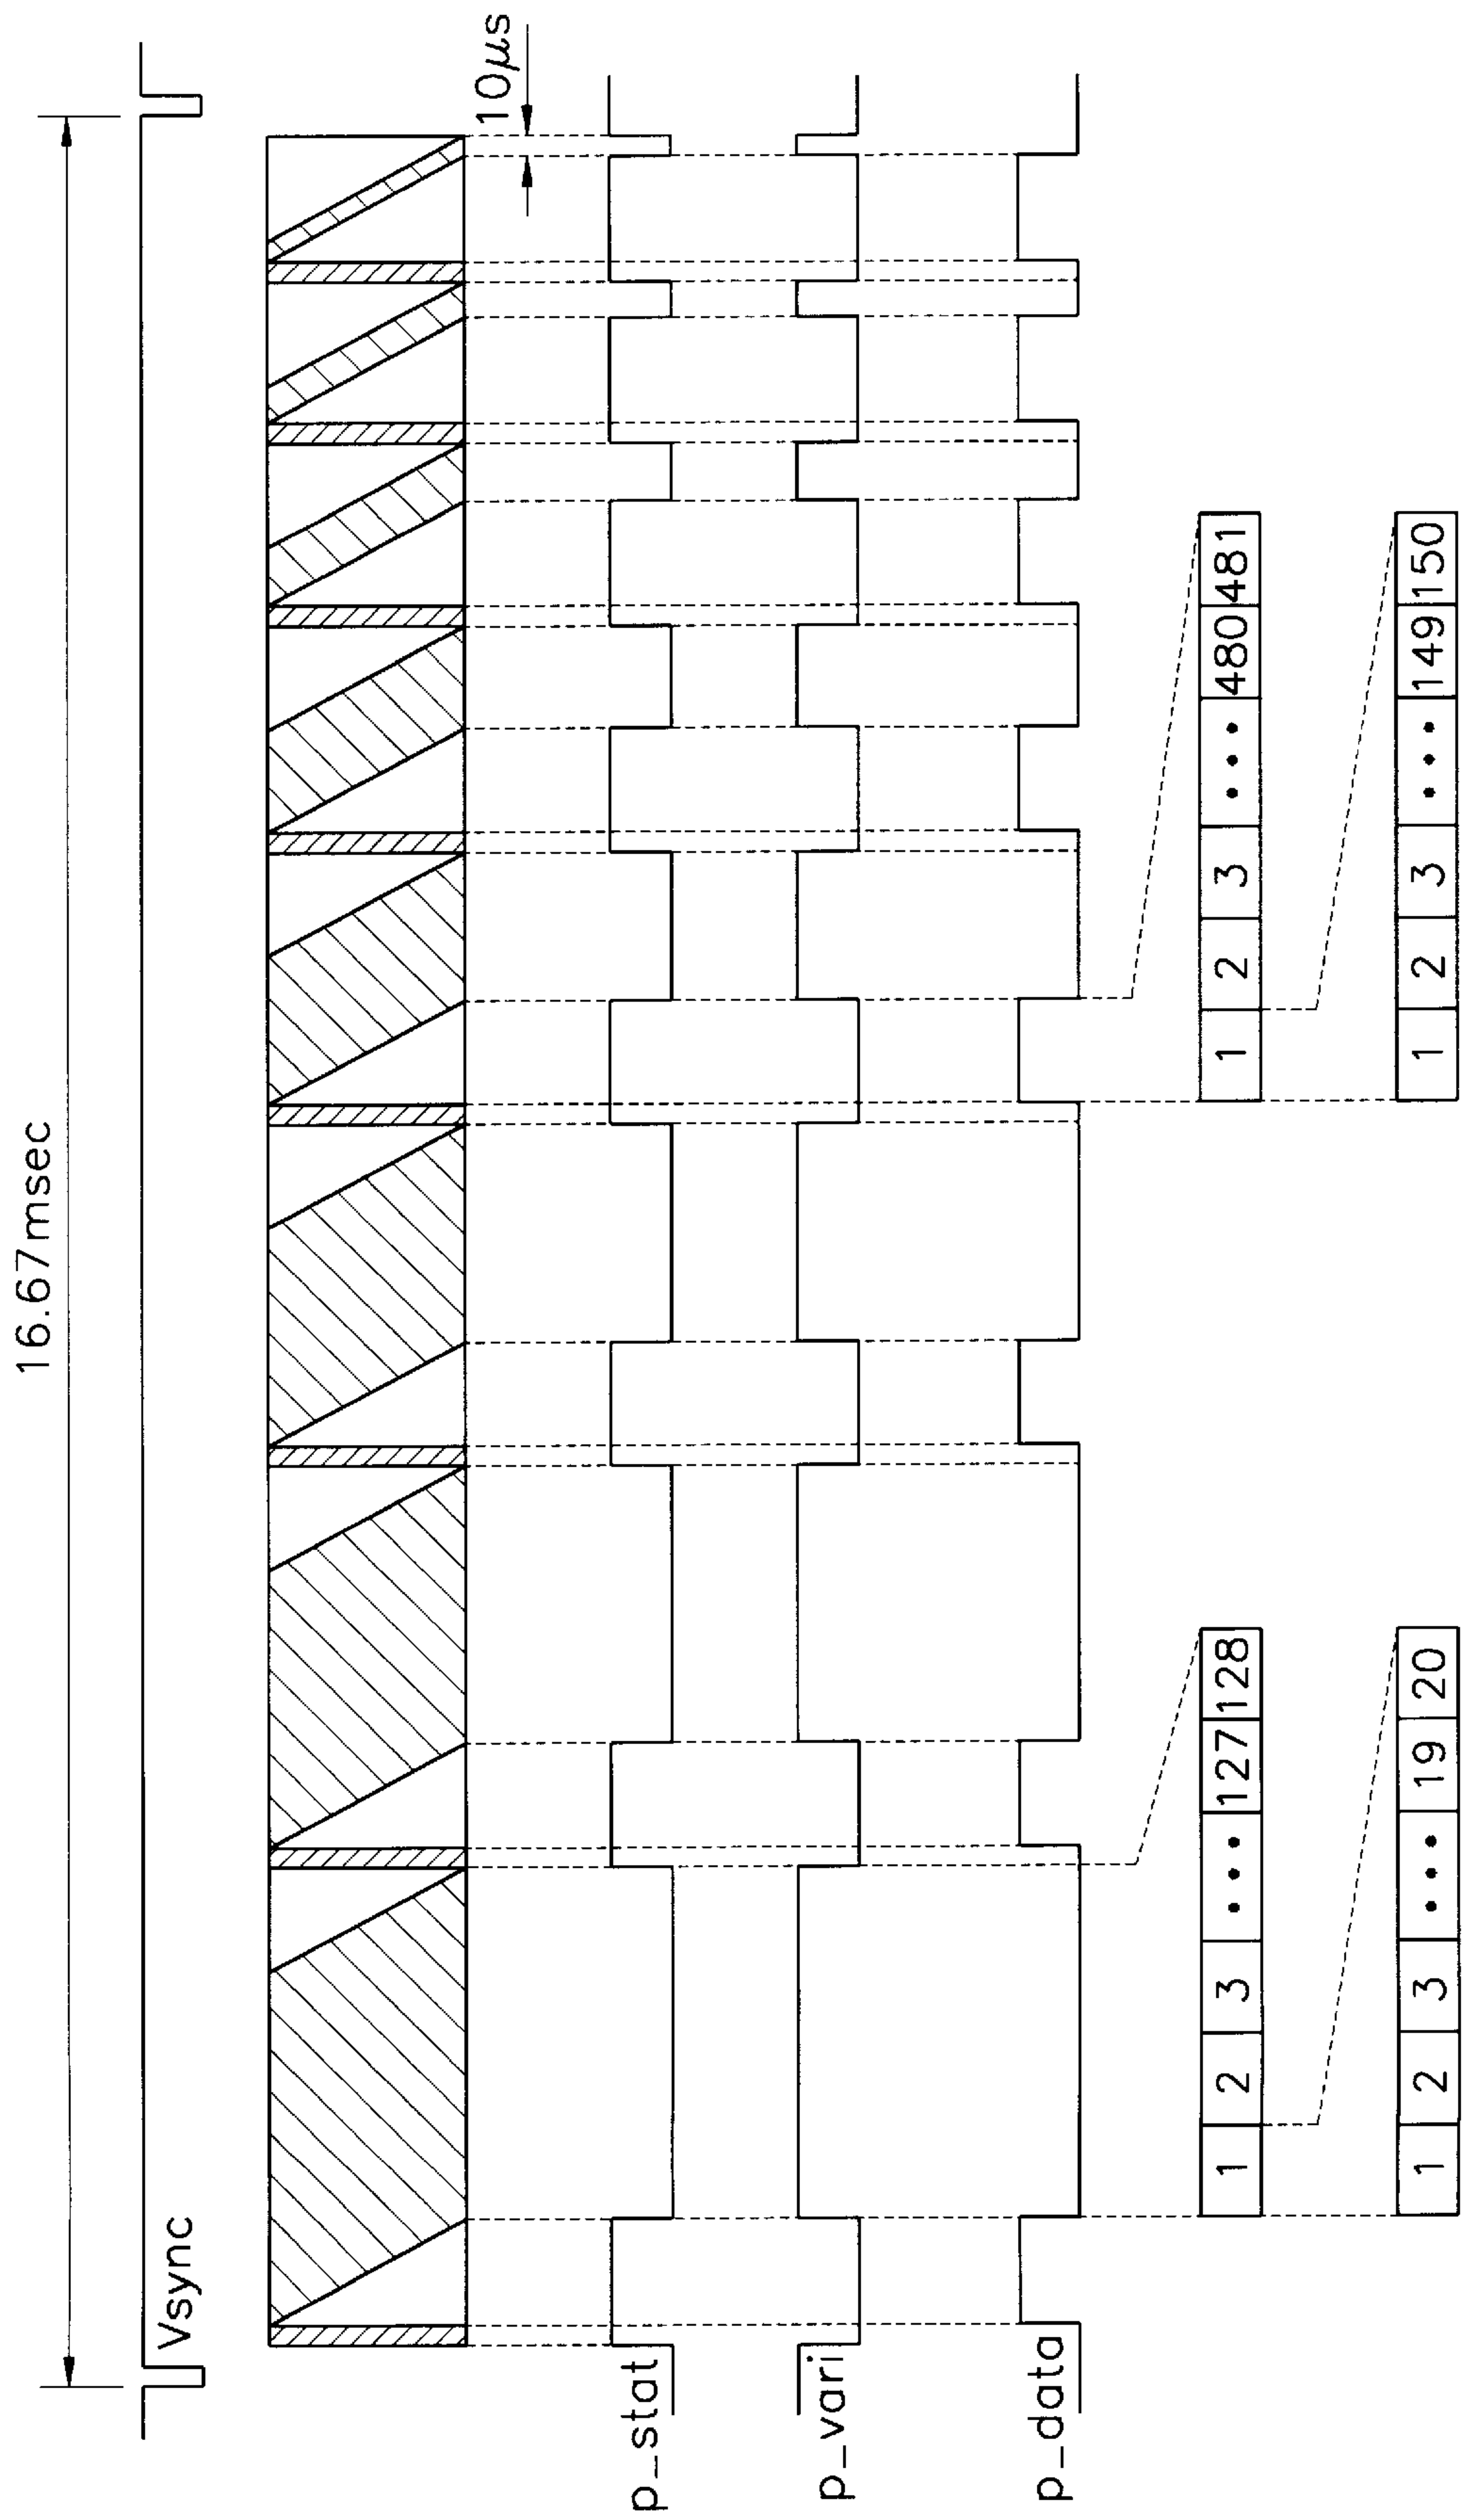 16.67msec
Vsync
10μs
p_stat
p_vari
p_data
1 2 3 ••• 127 128
1 2 3 ••• 480 481
1 2 3 ••• 19 20
1 2 3 ••• 149 150